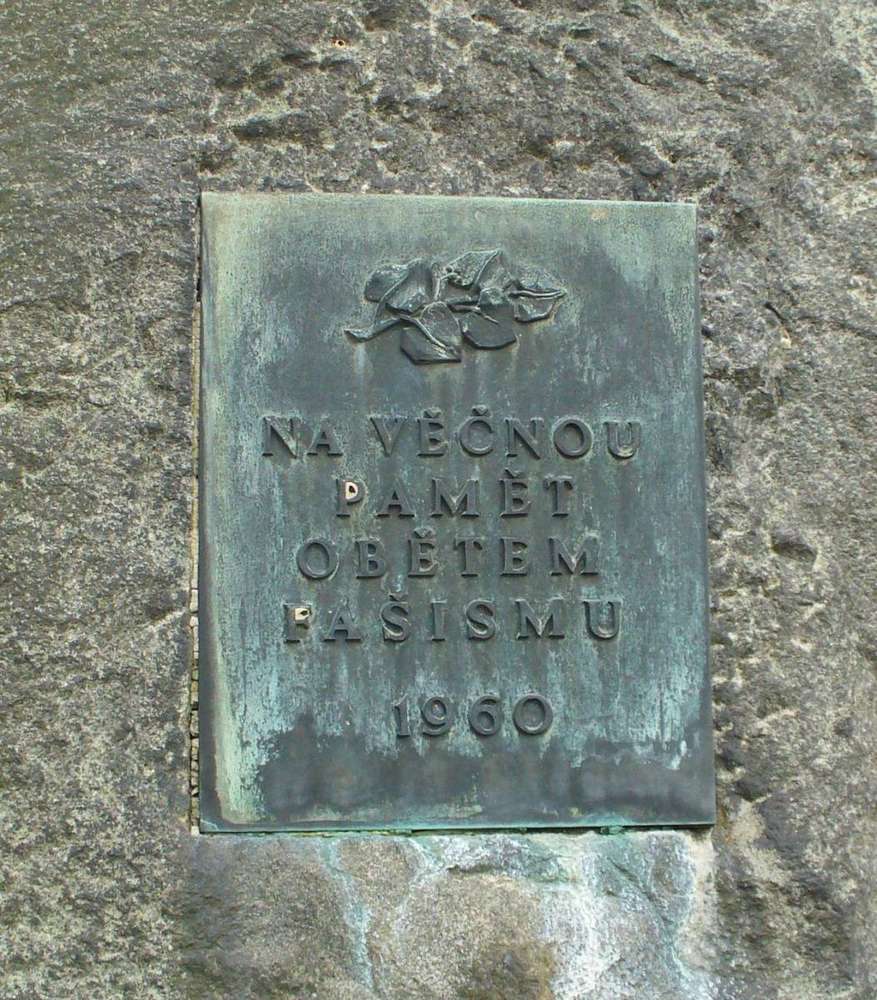 NA VĚČNOU
PAMĚT
OBĚTEM
FAŠISMU
1960